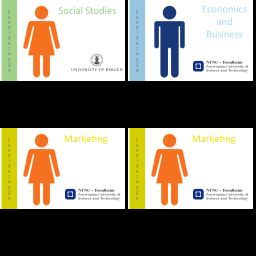 Social Studies
UNIVERSITY OF BERGEN
Economics
and
Business
NTNU – Trondheim
Norwegian University of
Science and Technology
Marketing
NTNU – Trondheim
Norwegian University of
Science and Technology
Marketing
NTNU – Trondheim
Norwegian University of
Science and Technology